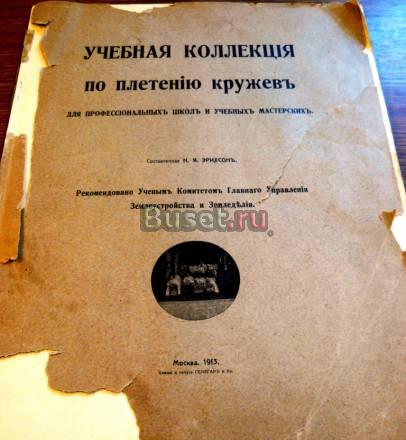 УЧЕБНАЯ КОЛЛЕКЦІЯ
по плетенію кружевъ
ДЛЯ ПРОФЕССІОНАЛЬНЫХЪ ШКОЛЪ И УЧЕБНЫХЪ МАСТЕРСКИХЪ.
Составленная Н. Я. ЭРИКСОНЪ.
Рекомендовано Ученымъ Комитетомъ Главнаго Управленія
Землеустройства и Земледѣлія.
Buset.ru
Москва, 1913.